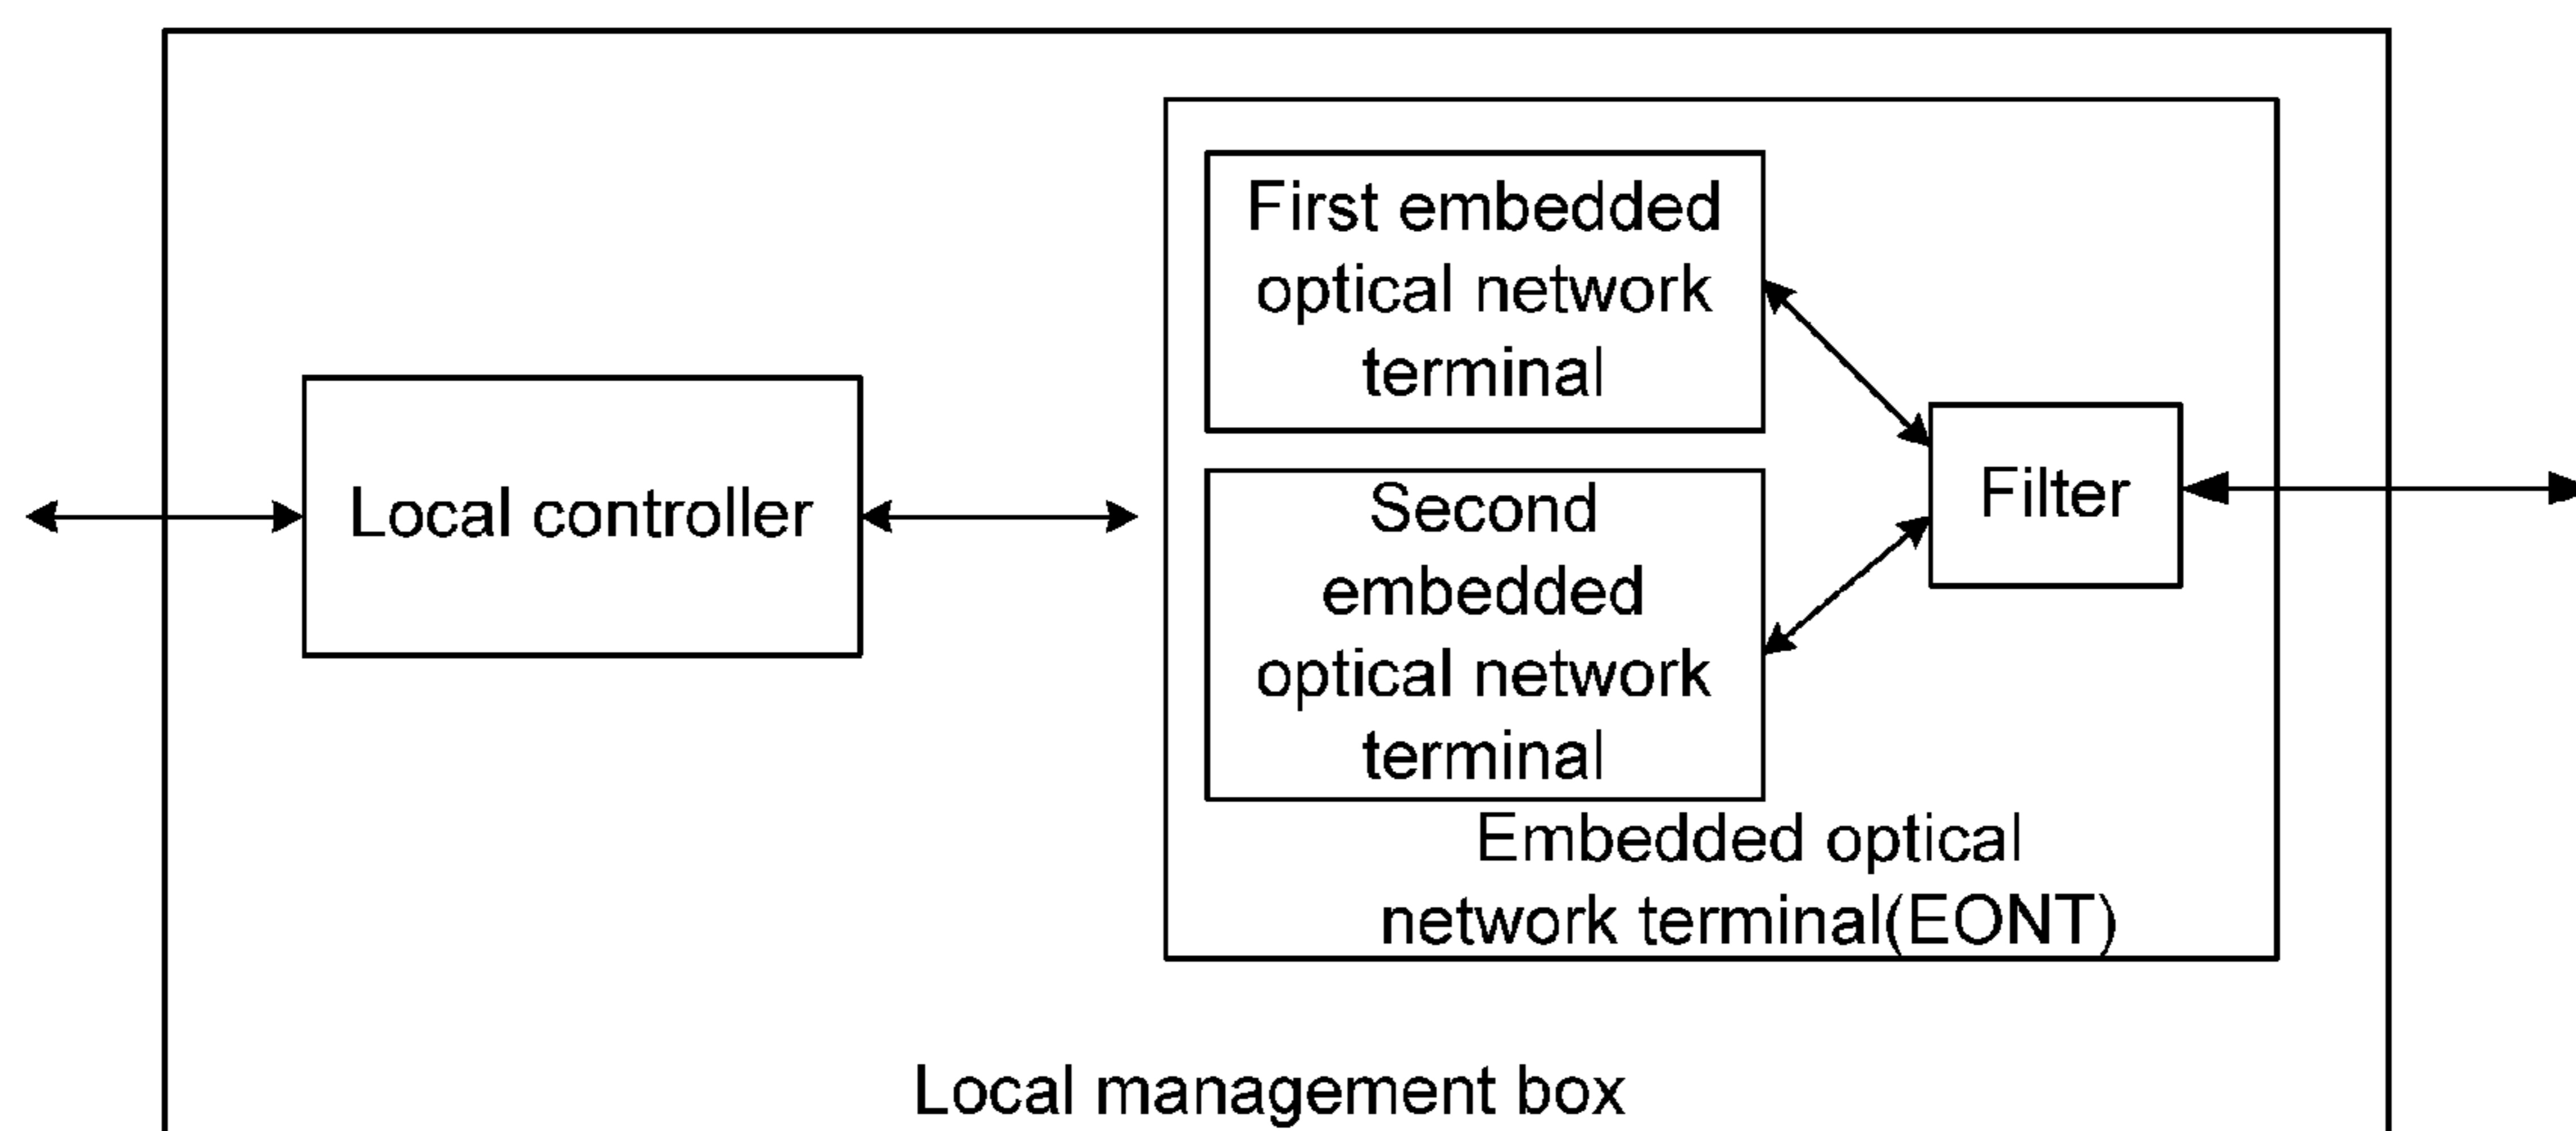 First embedded
optical network
terminal
Local controller
Filter
Second
embedded
optical network
terminal
Embedded optical
network terminal(EONT)
Local management box